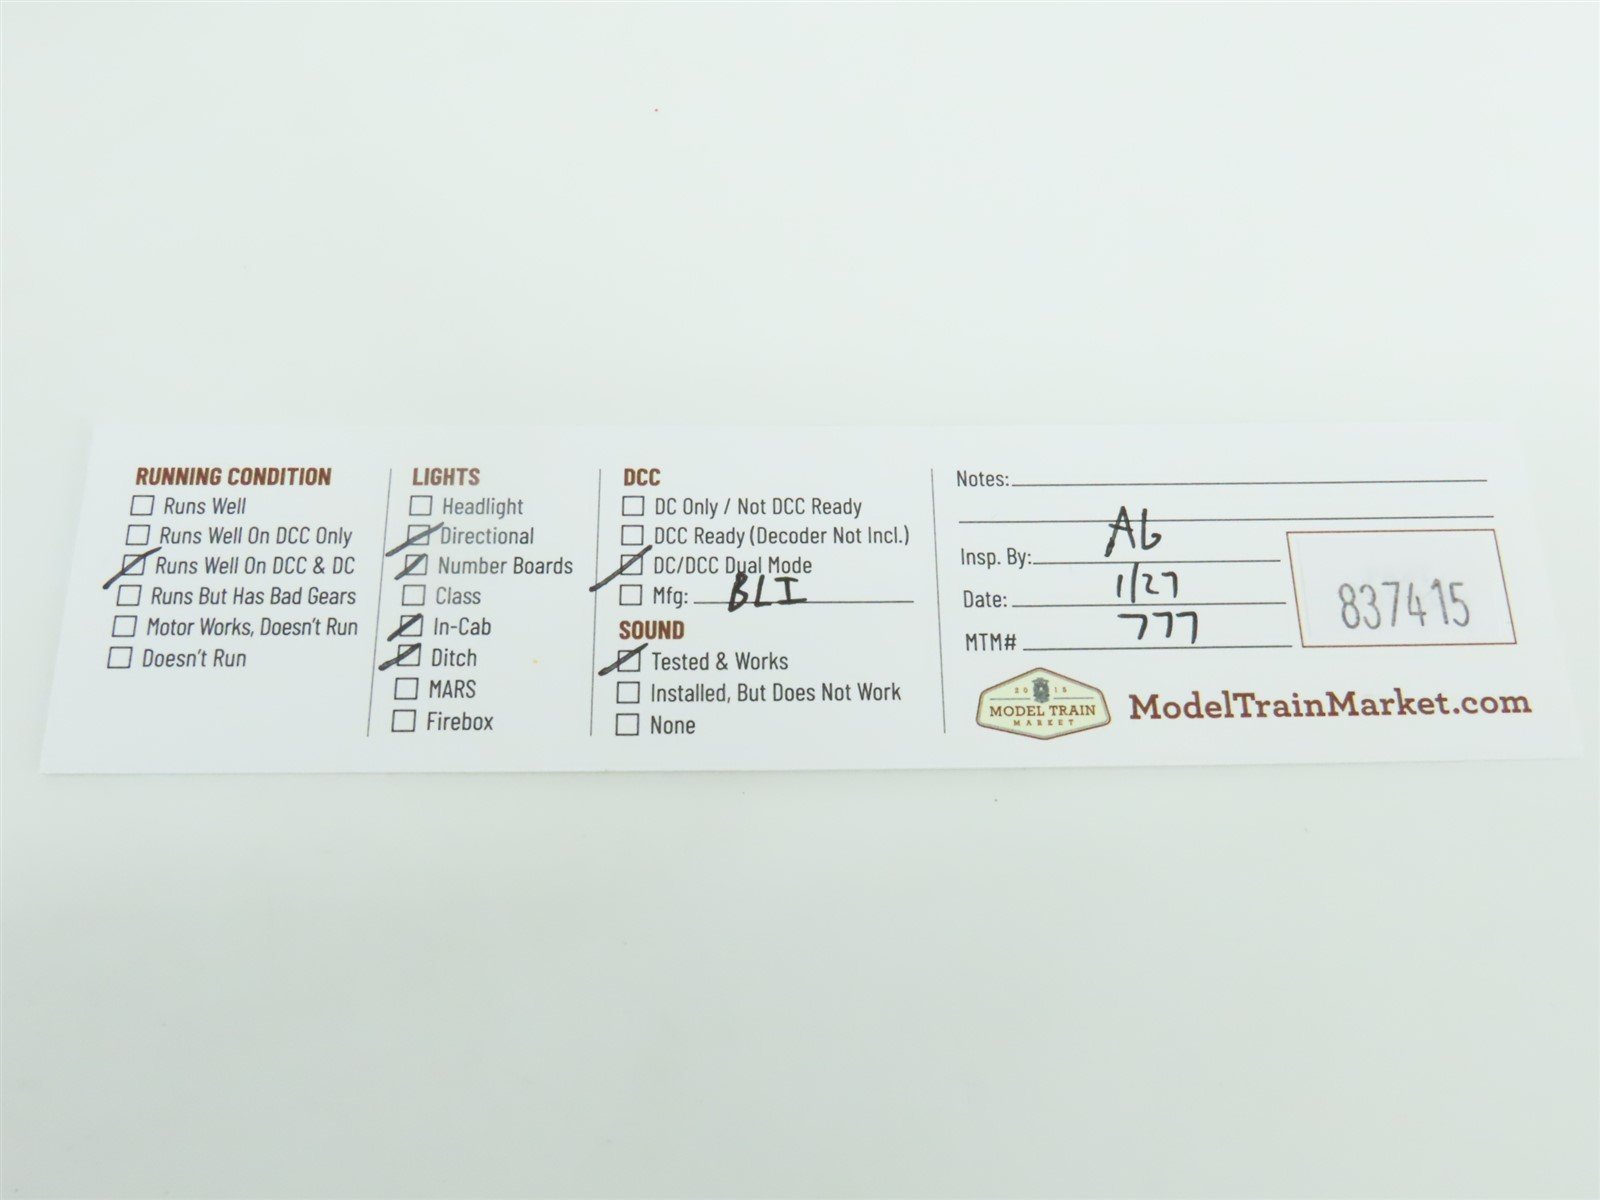 RUNNING CONDITION
Runs Well
Runs Well On DCC Only
Runs Well On DCC & DC
Runs But Has Bad Gears
Motor Works, Doesn't Run
Doesn't Run
LIGHTS
Headlight
Directional
Number Boards
Class
In-Cab
Ditch
MARS
Firebox
DCC
DC Only / Not DCC Ready
DCC Ready (Decoder Not Incl.)
DC/DCC Dual Mode
Mfg: BLI
SOUND
Tested & Works
Installed, But Does Not Work
None
Notes:
Insp. By:
Date: 1/27
MTM# 777
837415
2015
MODEL TRAIN
MARKET
ModelTrainMarket.com